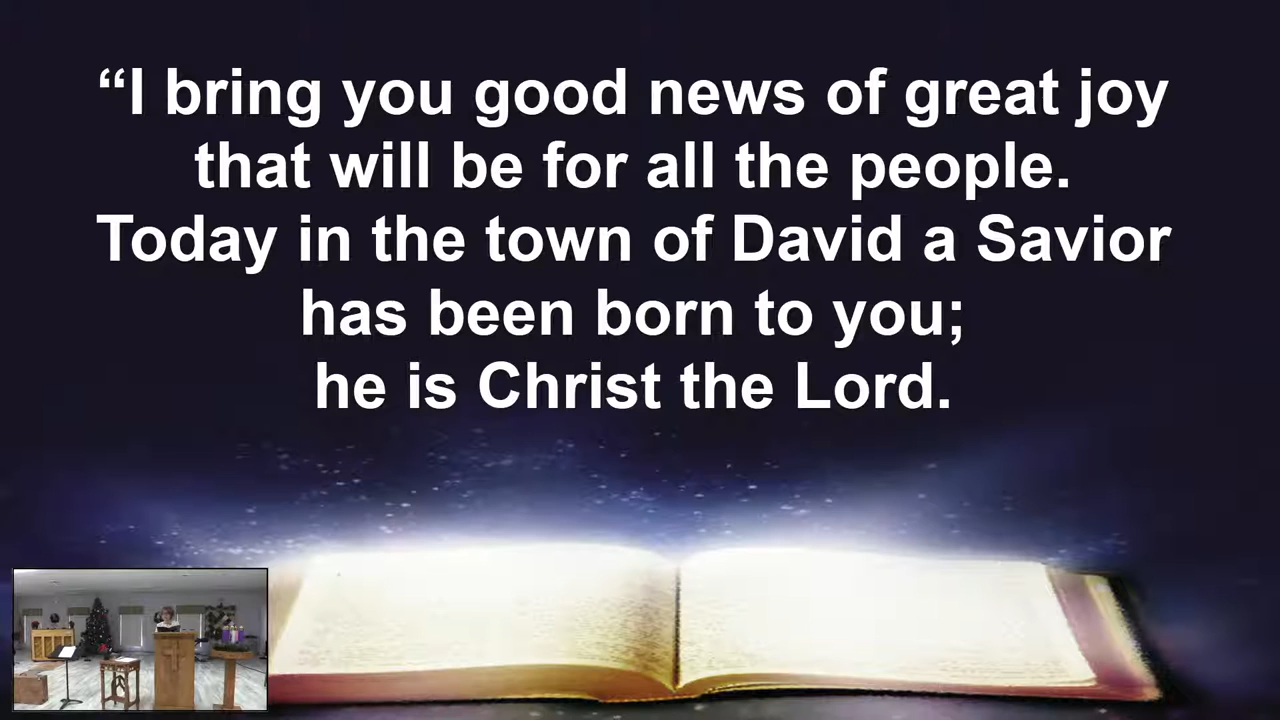 “I bring you good news of great joy
that will be for all the people.
Today in the town of David a Savior
has been born to you;
he is Christ the Lord.